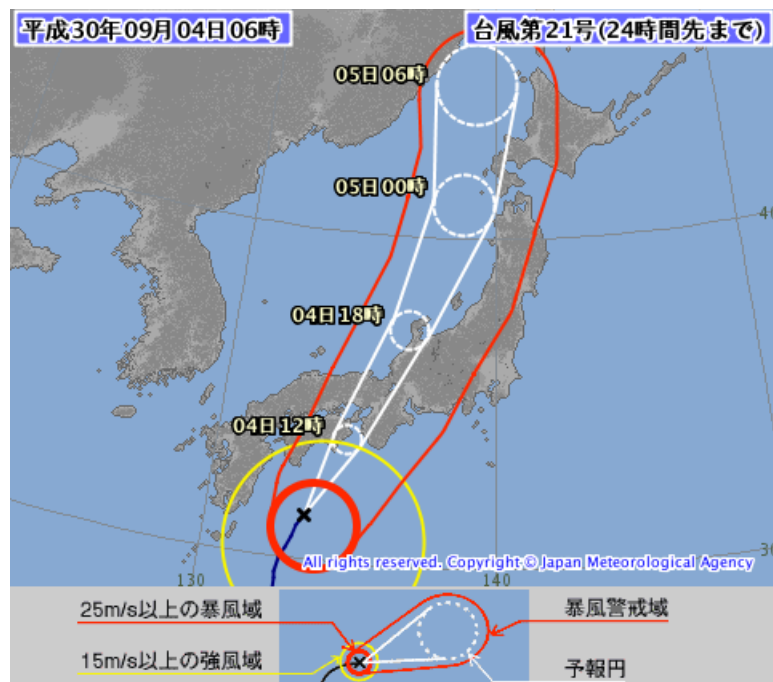 平成30年09月04日06時
台風第21号(24時間先まで)
05日06時
05日00時
04日18時
04日12時
40
30
All rights reserved. Copyright © Japan Meteorological Agency
130
140
25m/s以上の暴風域
暴風警戒域
15m/s以上の強風域
予報円